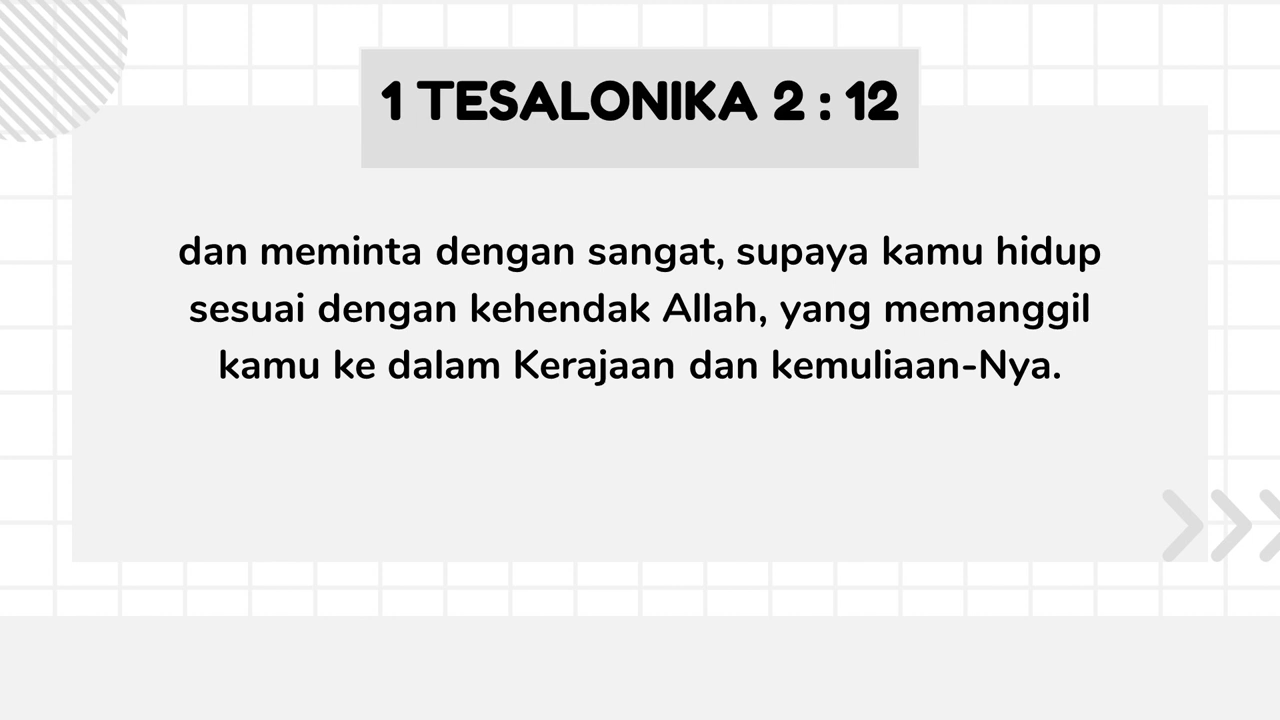 1 TESALONIKA 2 : 12
dan meminta dengan sangat, supaya kamu hidup
sesuai dengan kehendak Allah, yang memanggil
kamu ke dalam Kerajaan dan kemuliaan-Nya.